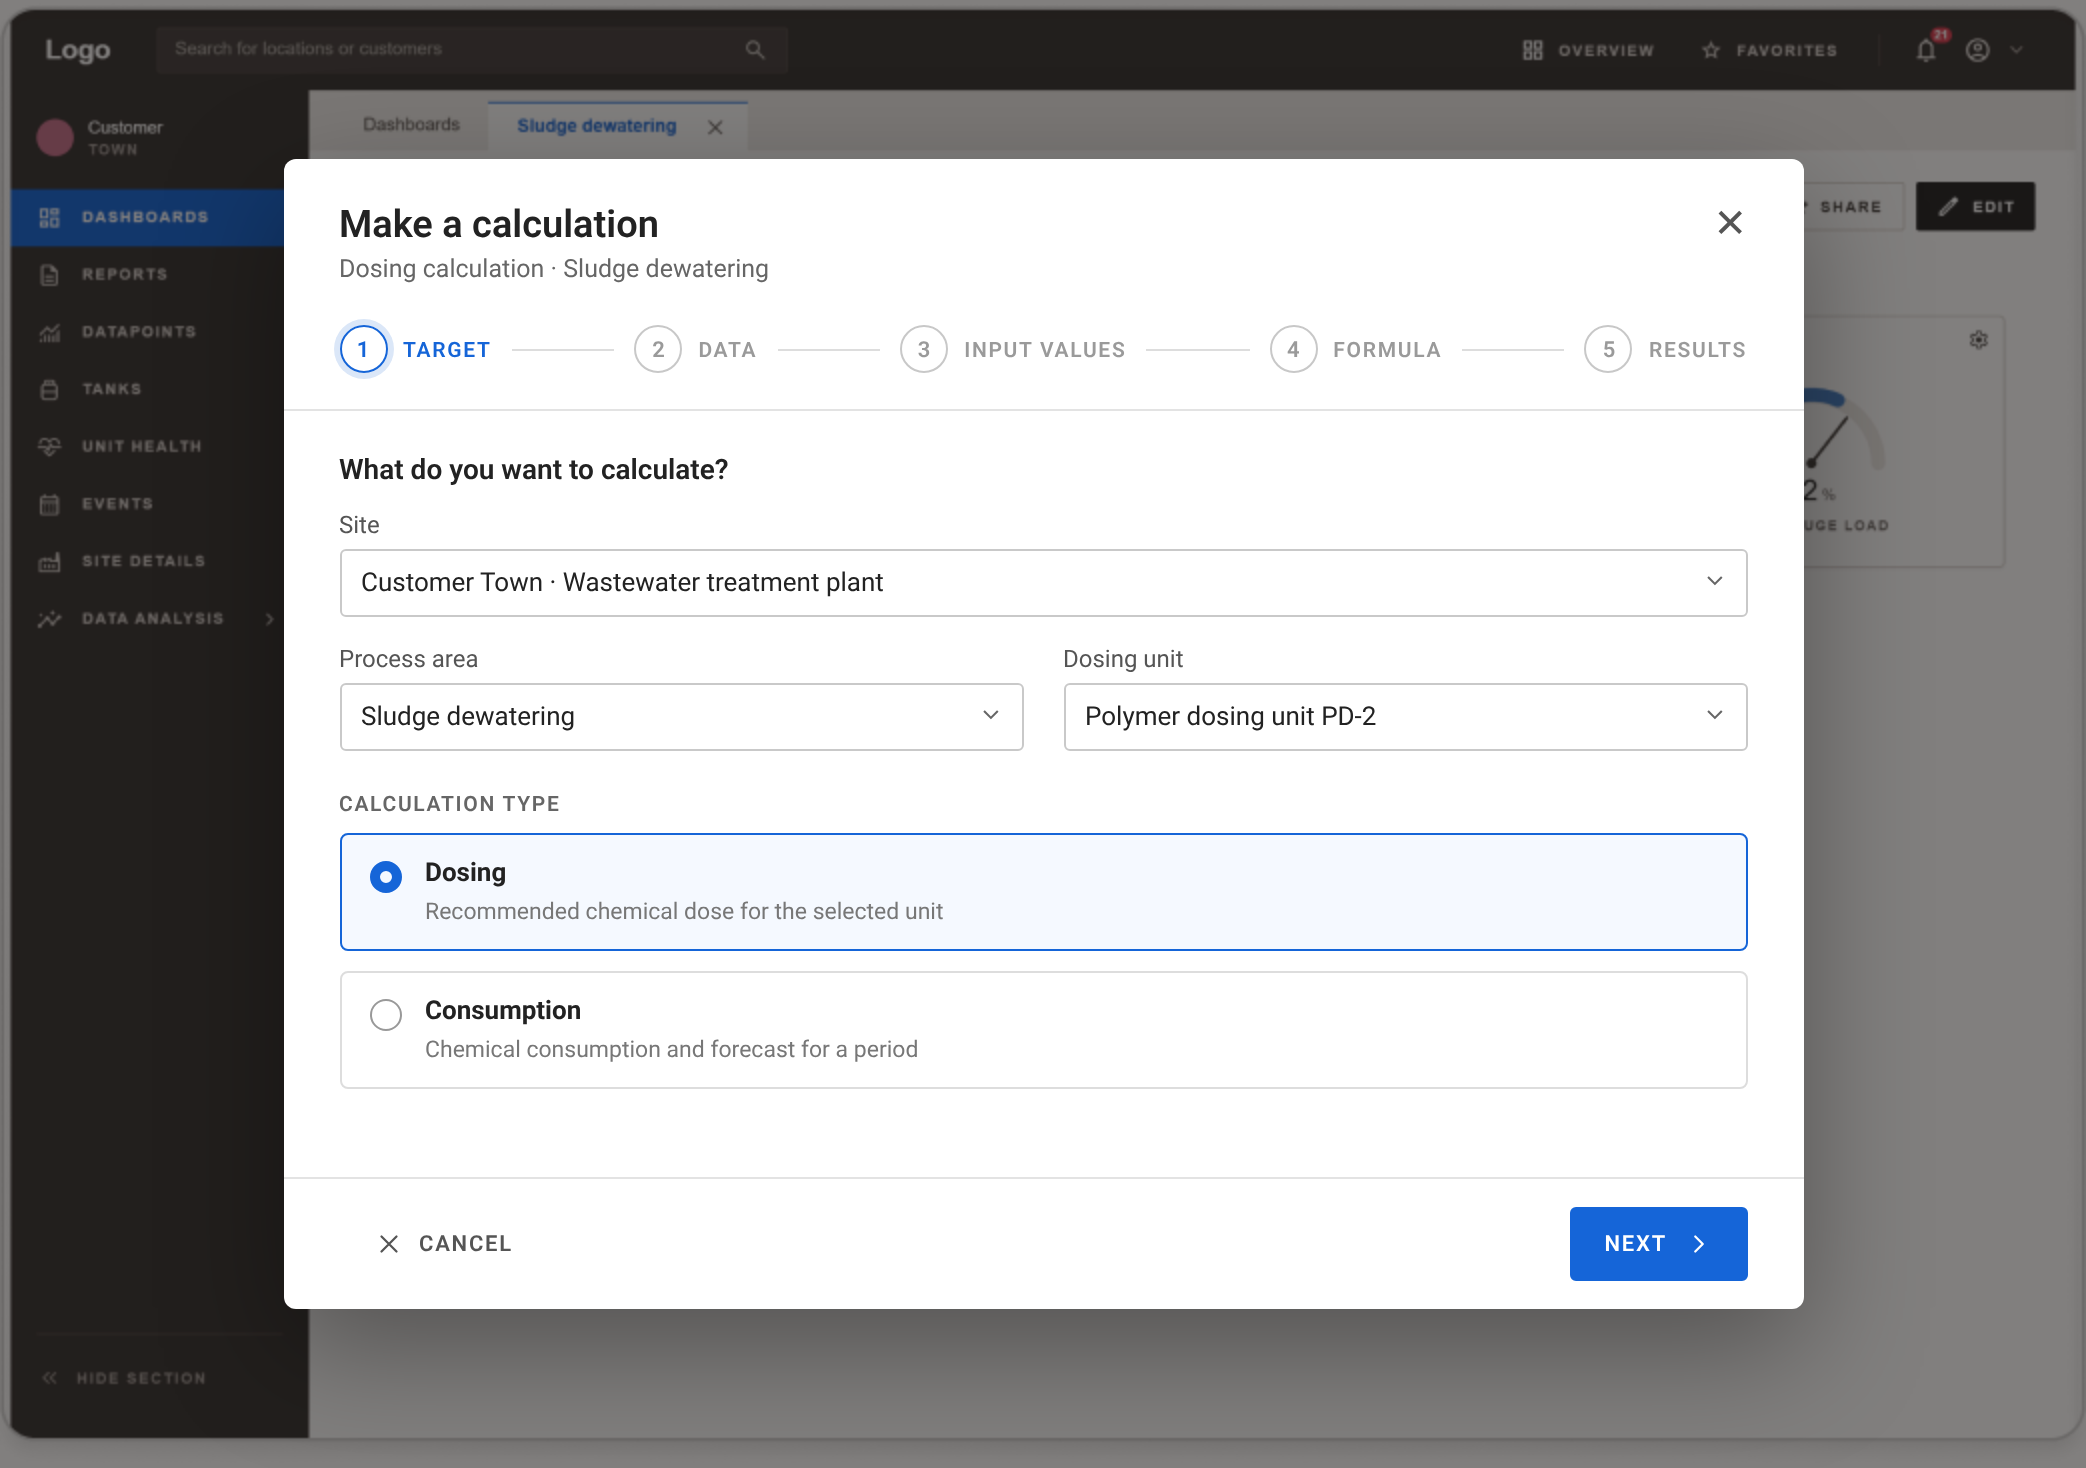 Logo
Search for locations or customers
OVERVIEW
FAVORITES
21
Customer
TOWN
Dashboards
Sludge dewatering
DASHBOARDS
REPORTS
DATAPOINTS
TANKS
UNIT HEALTH
EVENTS
SITE DETAILS
DATA ANALYSIS
HIDE SECTION
SHARE
EDIT
2 %
UGE LOAD
Make a calculation
Dosing calculation · Sludge dewatering
1 TARGET
2 DATA
3 INPUT VALUES
4 FORMULA
5 RESULTS
What do you want to calculate?
Site
Customer Town · Wastewater treatment plant
Process area
Sludge dewatering
Dosing unit
Polymer dosing unit PD-2
CALCULATION TYPE
Dosing
Recommended chemical dose for the selected unit
Consumption
Chemical consumption and forecast for a period
CANCEL
NEXT